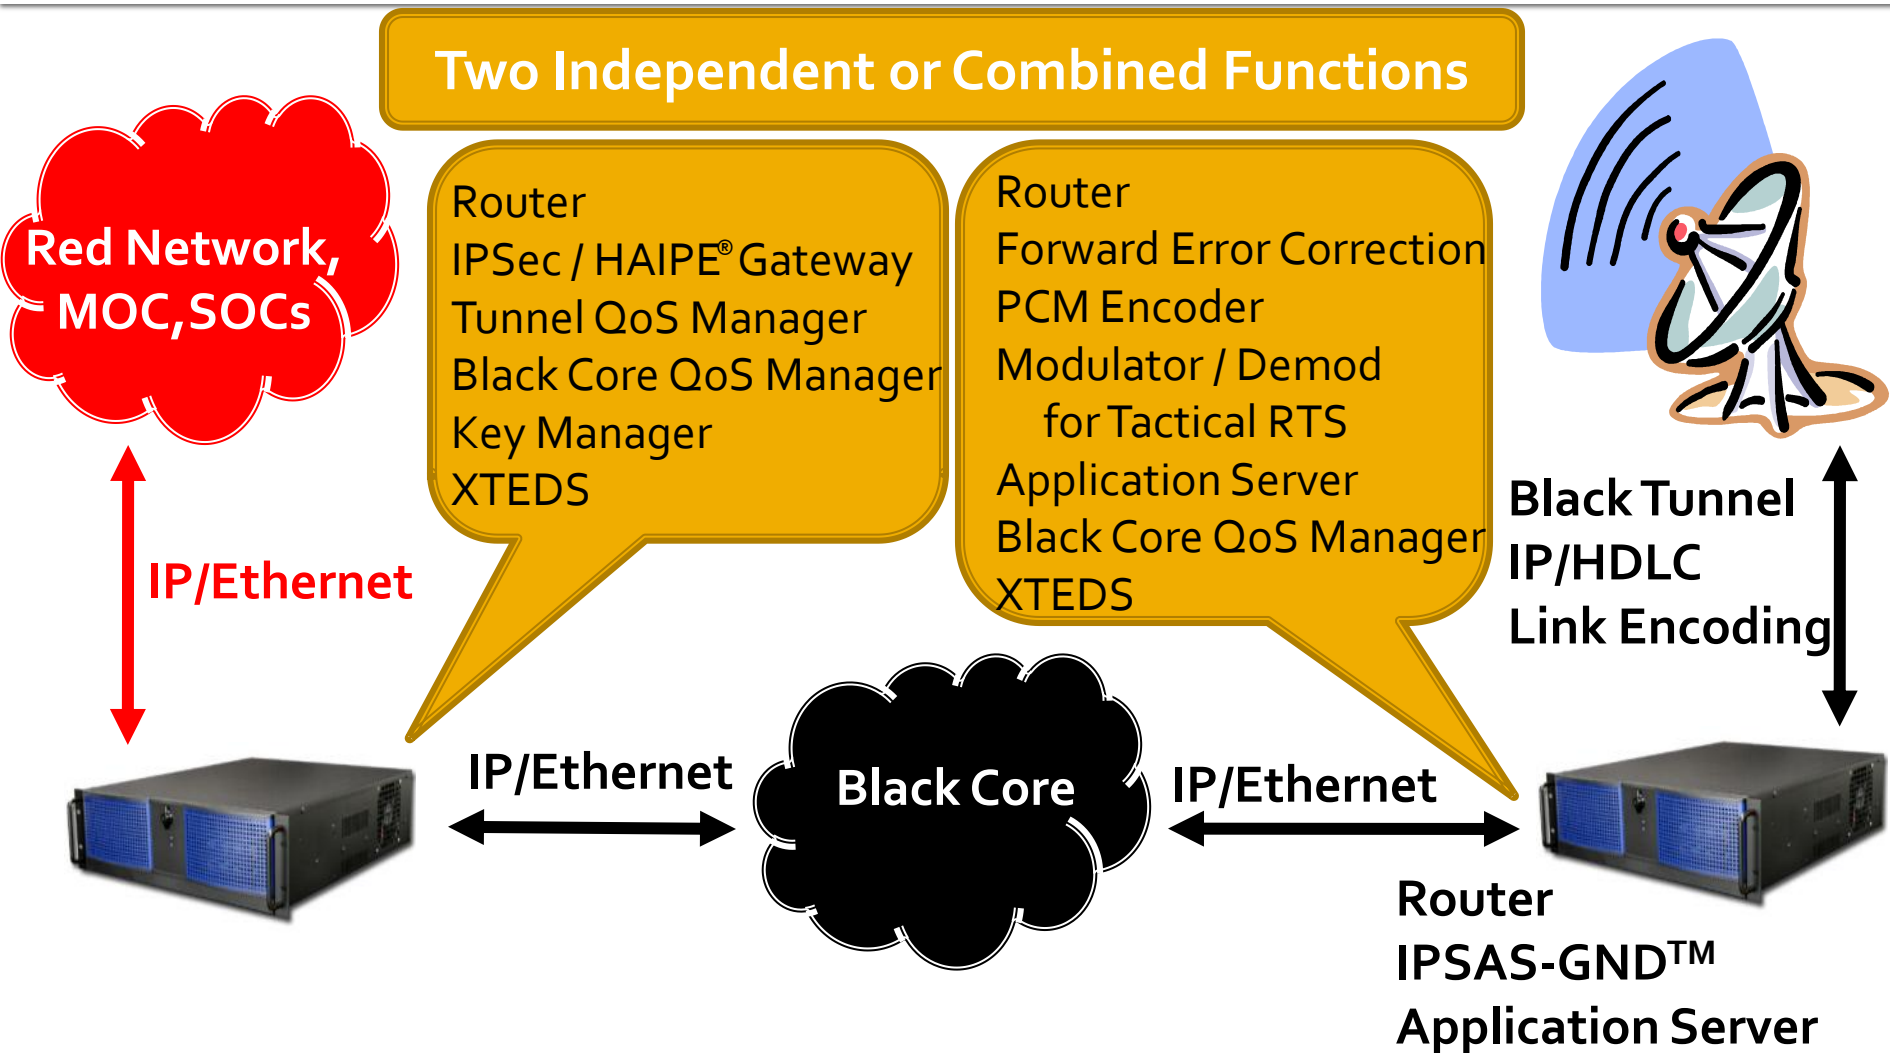 Two Independent or Combined Functions
Red Network,
MOC,SOCs
Router
IPSec / HAIPE® Gateway
Tunnel QoS Manager
Black Core QoS Manager
Key Manager
XTEDS
Router
Forward Error Correction
PCM Encoder
Modulator / Demod
for Tactical RTS
Application Server
Black Core QoS Manager
XTEDS
IP/Ethernet
Black Tunnel
IP/HDLC
Link Encoding
IP/Ethernet
Black Core
IP/Ethernet
Router
IPSAS-GND™
Application Server